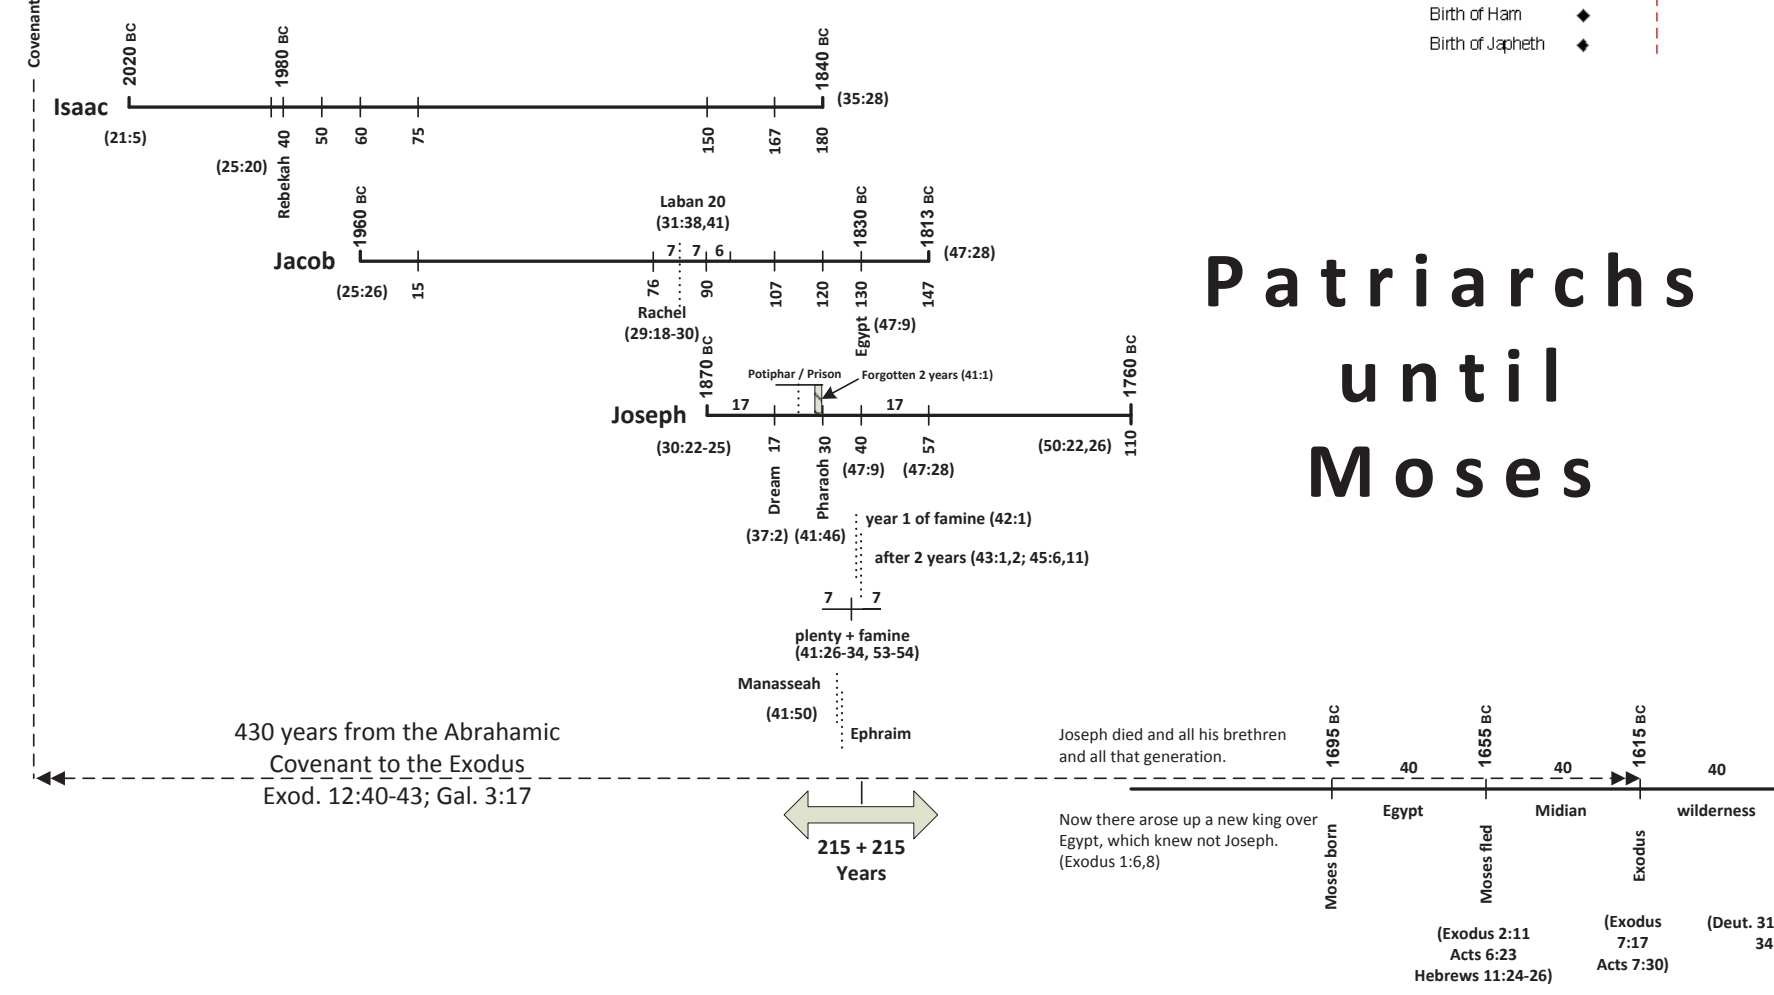 Covenant
Birth of Ham
Birth of Japheth
2020 BC
1980 BC
1840 BC
Isaac
(35:28)
(21:5)
40
50
60
75
150
167
180
(25:20)
Rebekah
1960 BC
Laban 20
(31:38,41)
1830 BC
1813 BC
7 7 6
Jacob
(47:28)
(25:26)
15
76
90
107
120
130
147
Rachel
(29:18-30)
Egypt
(47:9)
Patriarchs
until
Moses
1870 BC
1760 BC
Potiphar / Prison
Forgotten 2 years (41:1)
17
17
Joseph
(30:22-25)
17
30
40
57
(50:22,26)
110
(47:9)
(47:28)
Dream
Pharaoh
(37:2) (41:46)
year 1 of famine (42:1)
after 2 years (43:1,2; 45:6,11)
7 7
plenty + famine
(41:26-34, 53-54)
Manasseah
(41:50)
Ephraim
430 years from the Abrahamic
Covenant to the Exodus
Exod. 12:40-43; Gal. 3:17
215 + 215
Years
Joseph died and all his brethren
and all that generation.
1695 BC
1655 BC
1615 BC
40
40
40
Now there arose up a new king over
Egypt, which knew not Joseph.
(Exodus 1:6,8)
Egypt
Midian
wilderness
Moses born
Moses fled
Exodus
(Exodus 2:11
Acts 6:23
Hebrews 11:24-26)
(Exodus
7:17
Acts 7:30)
(Deut. 31
34